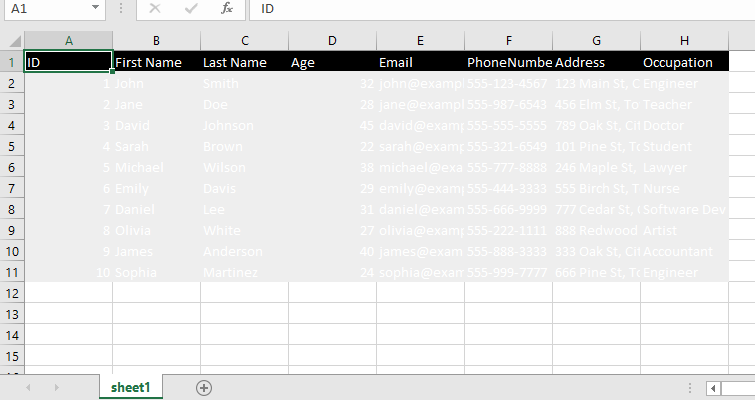 A1 fx ID
A B C D E F G H
1 ID First Name Last Name Age Email PhoneNumbe Address Occupation
2 1 John Smith 32 john@exampl 555-123-4567 123 Main St, C Engineer
3 2 Jane Doe 28 jane@examp 555-987-6543 456 Elm St, To Teacher
4 3 David Johnson 45 david@examp 555-555-5555 789 Oak St, Cit Doctor
5 4 Sarah Brown 22 sarah@examp 555-321-6549 101 Pine St, To Student
6 5 Michael Wilson 38 michael@exa 555-777-8888 246 Maple St, Lawyer
7 6 Emily Davis 29 emily@examp 555-444-3333 555 Birch St, T Nurse
8 7 Daniel Lee 31 daniel@exam 555-666-9999 777 Cedar St, Software Dev
9 8 Olivia White 27 olivia@examp 555-222-1111 888 Redwood Artist
10 9 James Anderson 40 james@exam 555-888-3333 333 Oak St, Cit Accountant
11 10 Sophia Martinez 24 sophia@exam 555-999-7777 666 Pine St, To Engineer
12
13
14
15
sheet1